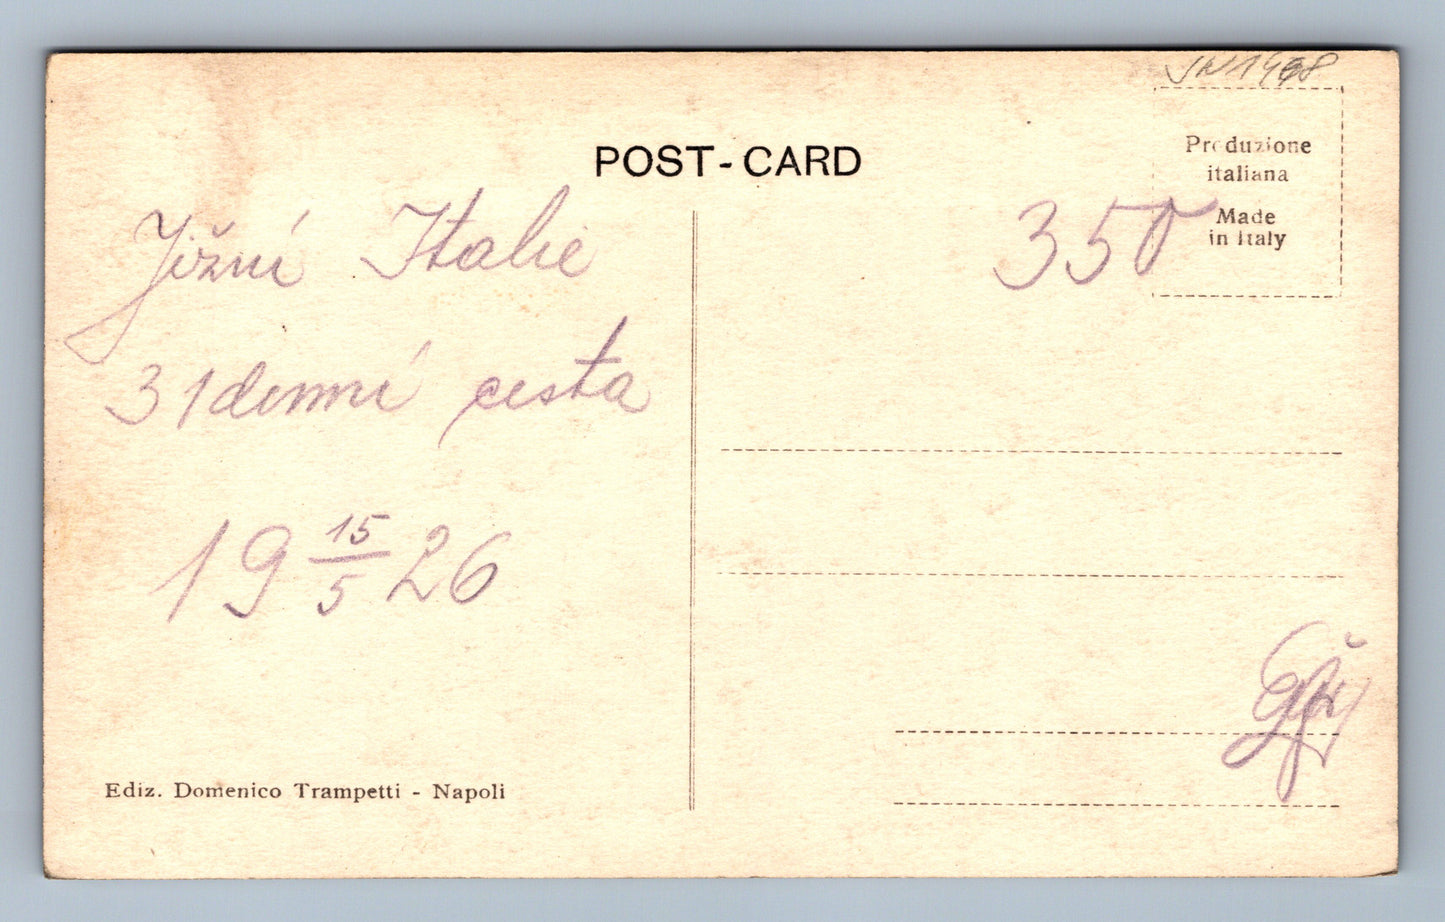 POST-CARD
Jižní Italie
31denní cesta
19 15/5 26
Ediz. Domenico Trampetti - Napoli
350
Produzione
italiana
Made
in Italy